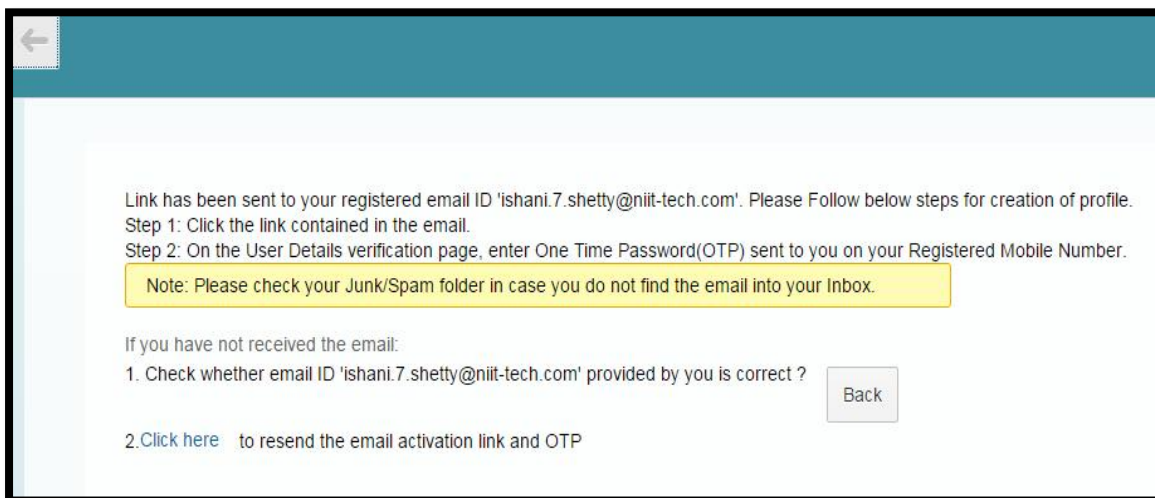 Link has been sent to your registered email ID 'ishani.7.shetty@niit-tech.com'. Please Follow below steps for creation of profile.
Step 1: Click the link contained in the email.
Step 2: On the User Details verification page, enter One Time Password(OTP) sent to you on your Registered Mobile Number.
Note: Please check your Junk/Spam folder in case you do not find the email into your Inbox.
If you have not received the email:
1. Check whether email ID 'ishani.7.shetty@niit-tech.com' provided by you is correct ?
Back
2.Click here to resend the email activation link and OTP